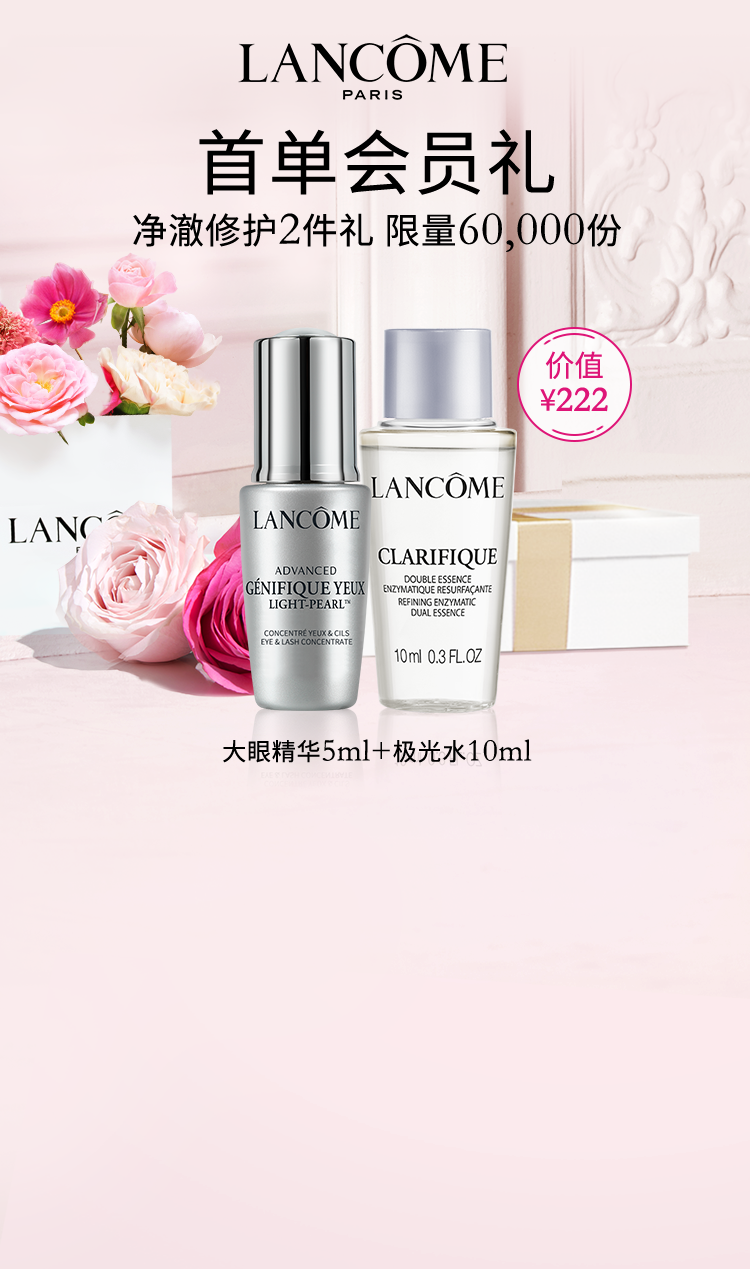 LANCÔME
PARIS
首单会员礼
净澈修护2件礼 限量60,000份
价值
¥222
LANCÔ
LANCÔME
ADVANCED
GÉNIFIQUE YEUX
LIGHT-PEARL™
CONCENTRÉ YEUX & CILS
EYE & LASH CONCENTRATE
LANCÔME
CLARIFIQUE
DOUBLE ESSENCE
ENZYMATIQUE RESURFAÇANTE
REFINING ENZYMATIC
DUAL ESSENCE
10ml 0.3 FL.OZ
大眼精华5ml+极光水10ml